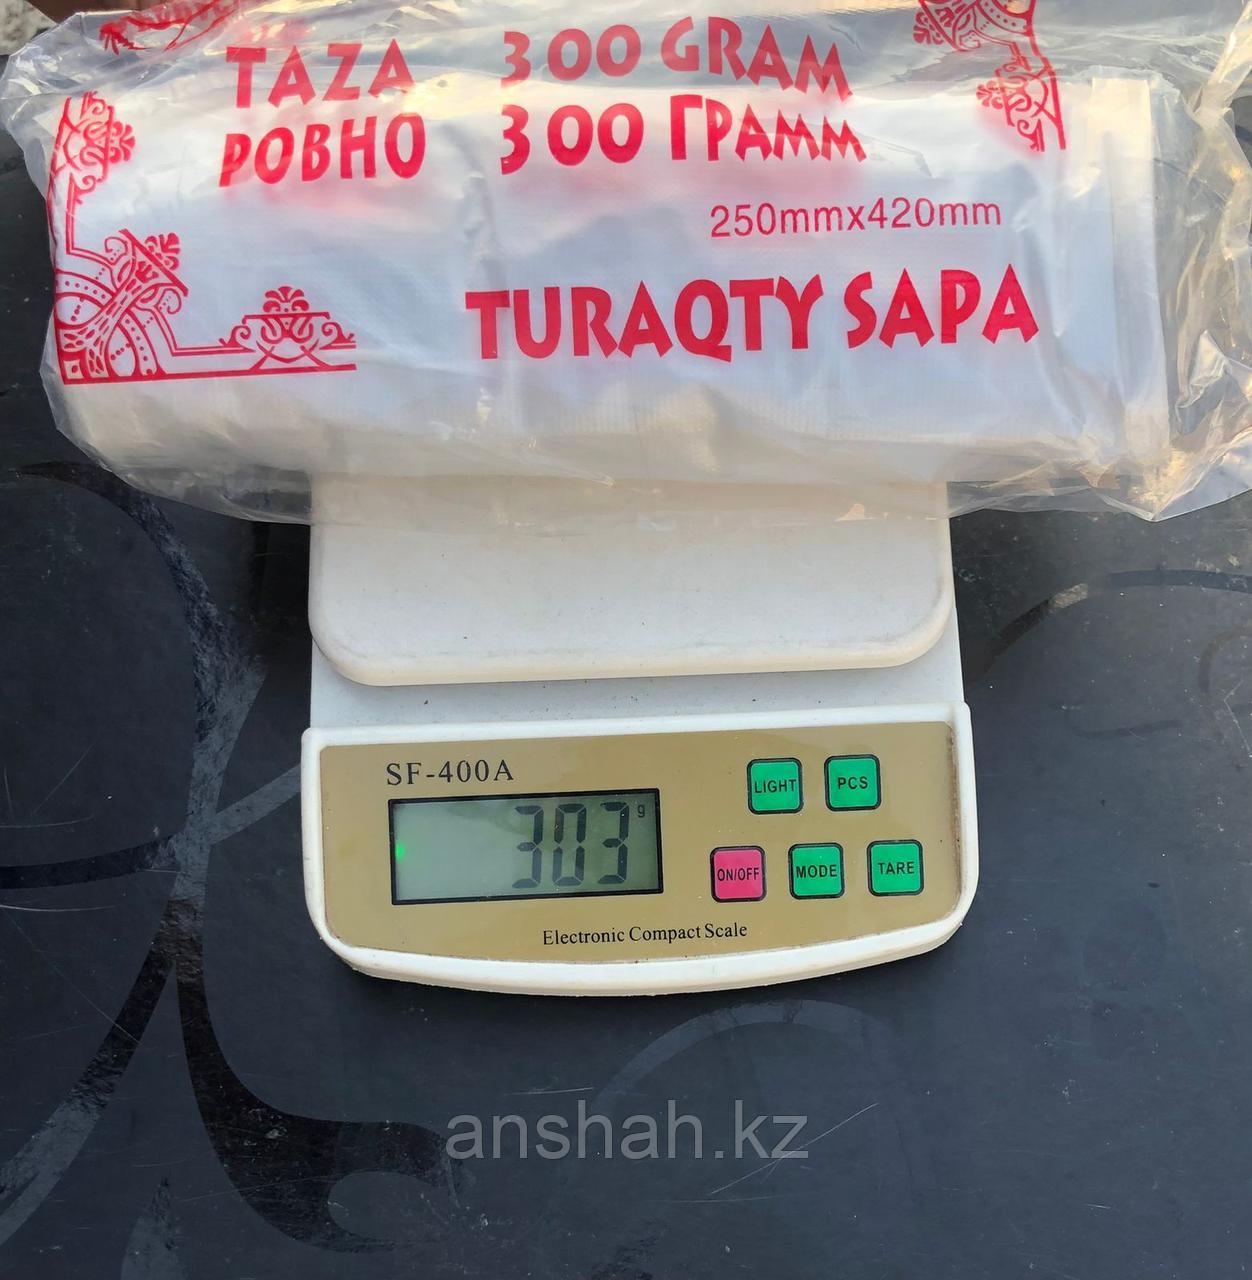 TAZA 300 GRAM
РОВНО 300 ГРАММ
250mmx420mm
TURAQTY SAPA
SF-400A
LIGHT PCS
303 g
ON/OFF MODE TARE
Electronic Compact Scale
anshah.kz